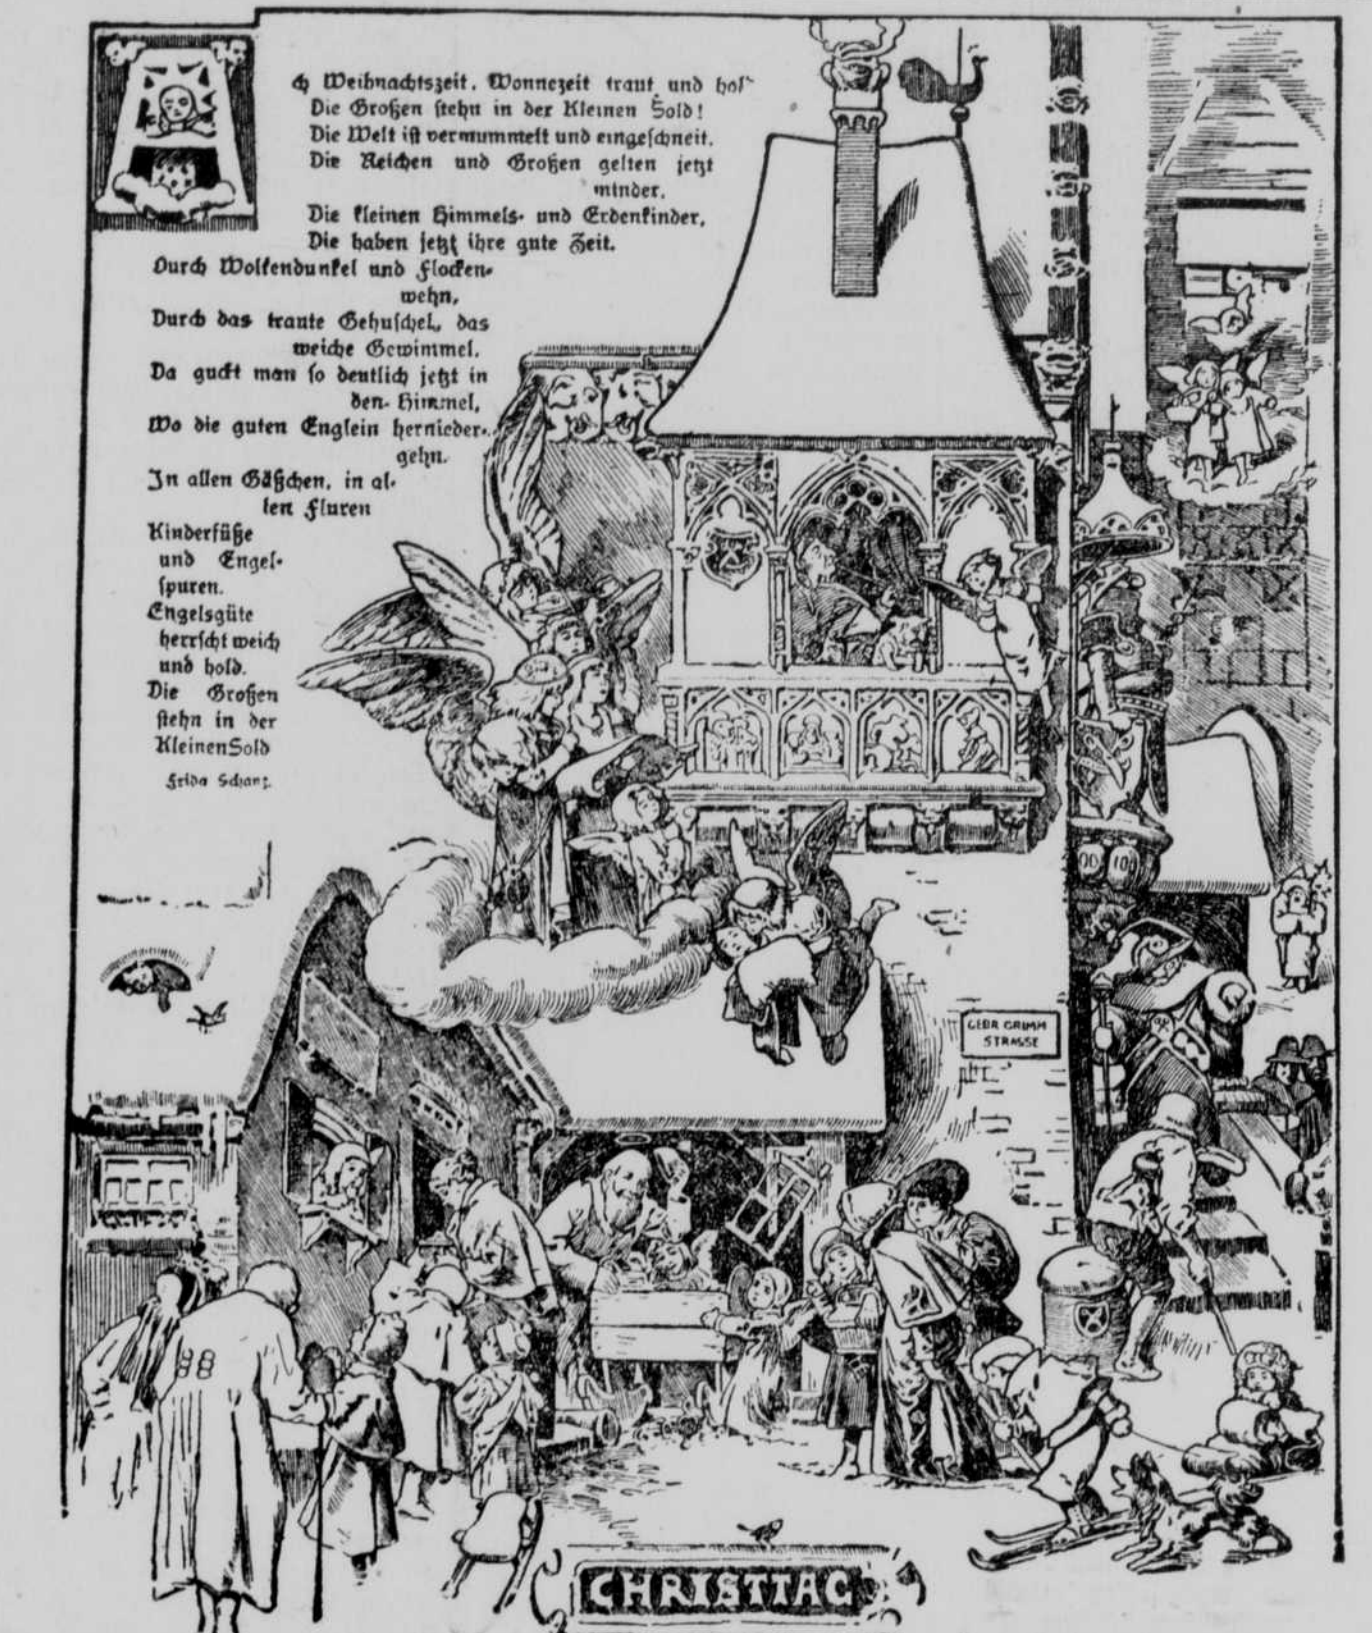 ch Weihnachtszeit, Wonnezeit traut und hold
Die Großen stehn in der Kleinen Sold!
Die Welt ist vermummelt und eingeschneit,
Die Reichen und Großen gelten jetzt
minder,
Die kleinen Himmels- und Erdenkinder,
Die haben jetzt ihre gute Zeit.
Durch Wolkendunkel und Flocken-
wehn,
Durch das traute Gehuschel, das
weiche Gewimmel,
Da guckt man so deutlich jetzt in
den Himmel,
Wo die guten Englein hernieder-
gehn.
In allen Gäßchen, in al-
len Fluren
Kinderfüße
und Engel-
spuren.
Engelsgüte
herrscht weich
und hold.
Die Großen
stehn in der
Kleinen Sold
Frida Schanz.
GEBR GRIMM
STRASSE
CHRISTTAG